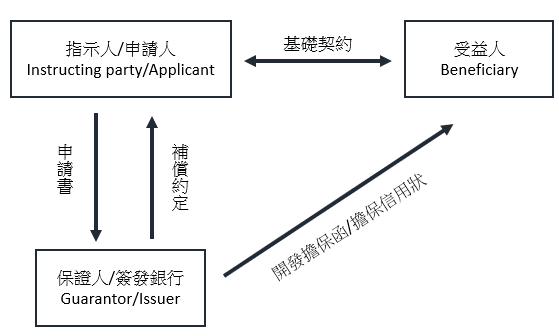 指示人/申請人
Instructing party/Applicant
基礎契約
受益人
Beneficiary
申請書
補償約定
開發擔保函/擔保信用狀
保證人/簽發銀行
Guarantor/Issuer